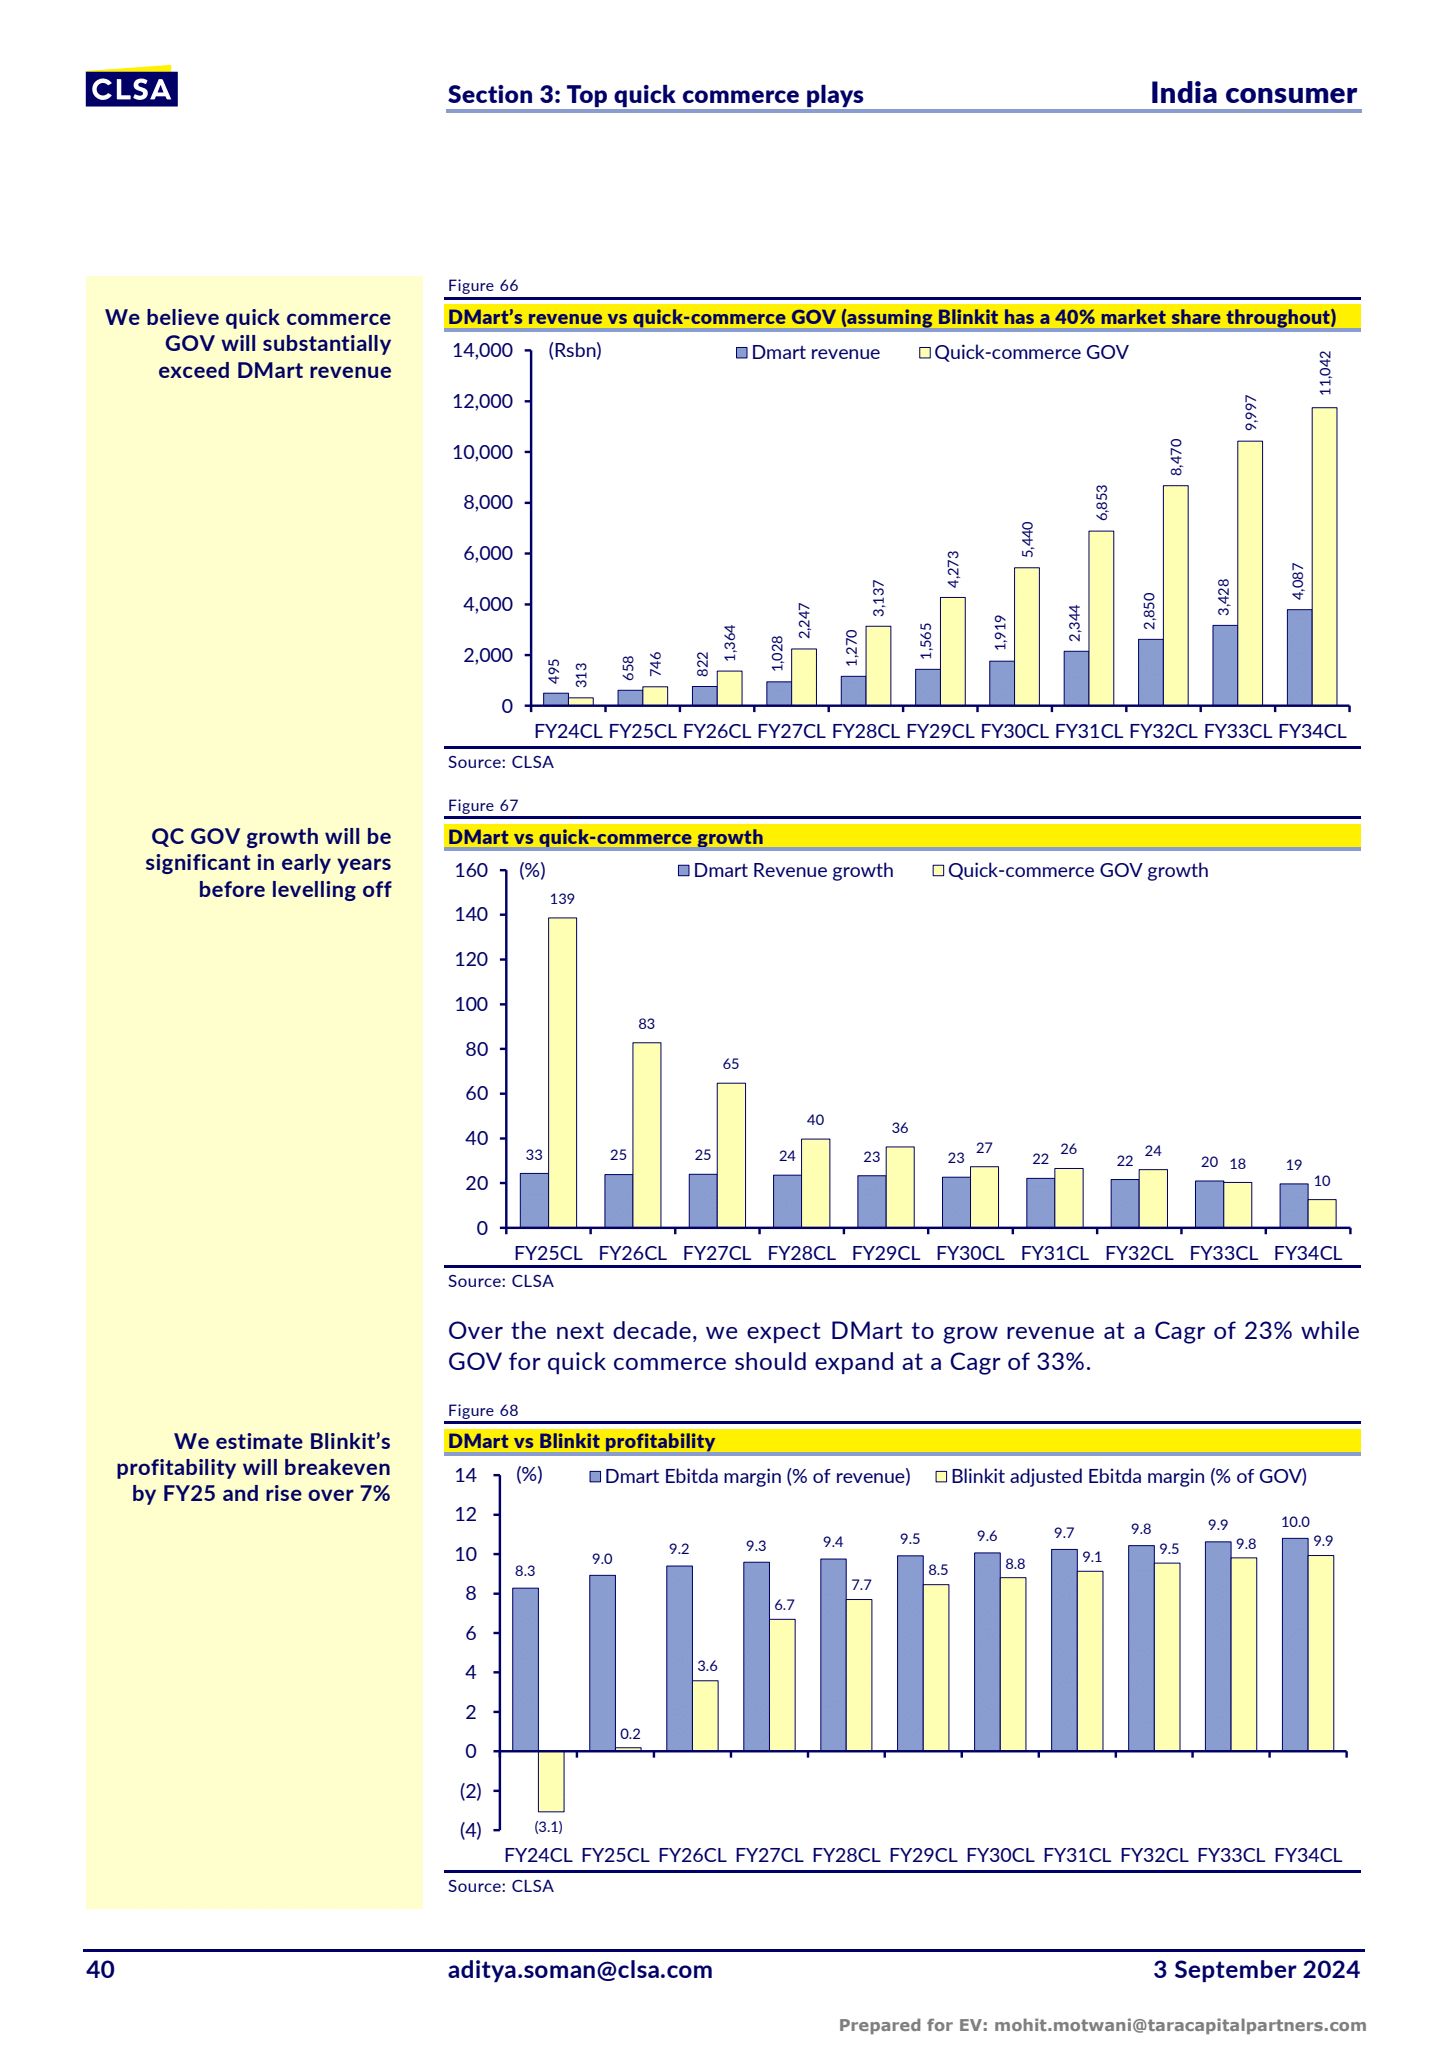 CLSA
Section 3: Top quick commerce plays
India consumer
We believe quick commerce
GOV will substantially
exceed DMart revenue
Figure 66
DMart’s revenue vs quick-commerce GOV (assuming Blinkit has a 40% market share throughout)
(Rsbn)
Dmart revenue
Quick-commerce GOV
14,000
12,000
10,000
8,000
6,000
4,000
2,000
0
495 313 658 746 822 1,364 1,028 2,247 1,270 3,137 1,565 4,273 1,919 5,440 2,344 6,853 2,850 8,470 3,428 9,997 4,087 11,042
FY24CL FY25CL FY26CL FY27CL FY28CL FY29CL FY30CL FY31CL FY32CL FY33CL FY34CL
Source: CLSA
QC GOV growth will be
significant in early years
before levelling off
Figure 67
DMart vs quick-commerce growth
(%)
Dmart Revenue growth
Quick-commerce GOV growth
160
140
120
100
80
60
40
20
0
33 139 25 83 25 65 24 40 23 36 23 27 22 26 22 24 20 18 19 10
FY25CL FY26CL FY27CL FY28CL FY29CL FY30CL FY31CL FY32CL FY33CL FY34CL
Source: CLSA
Over the next decade, we expect DMart to grow revenue at a Cagr of 23% while
GOV for quick commerce should expand at a Cagr of 33%.
We estimate Blinkit’s
profitability will breakeven
by FY25 and rise over 7%
Figure 68
DMart vs Blinkit profitability
(%)
Dmart Ebitda margin (% of revenue)
Blinkit adjusted Ebitda margin (% of GOV)
14
12
10
8
6
4
2
0
(2)
(4)
8.3 (3.1) 9.0 0.2 9.2 3.6 9.3 6.7 9.4 7.7 9.5 8.5 9.6 8.8 9.7 9.1 9.8 9.5 9.9 9.8 10.0 9.9
FY24CL FY25CL FY26CL FY27CL FY28CL FY29CL FY30CL FY31CL FY32CL FY33CL FY34CL
Source: CLSA
40
aditya.soman@clsa.com
3 September 2024
Prepared for EV: mohit.motwani@taracapitalpartners.com